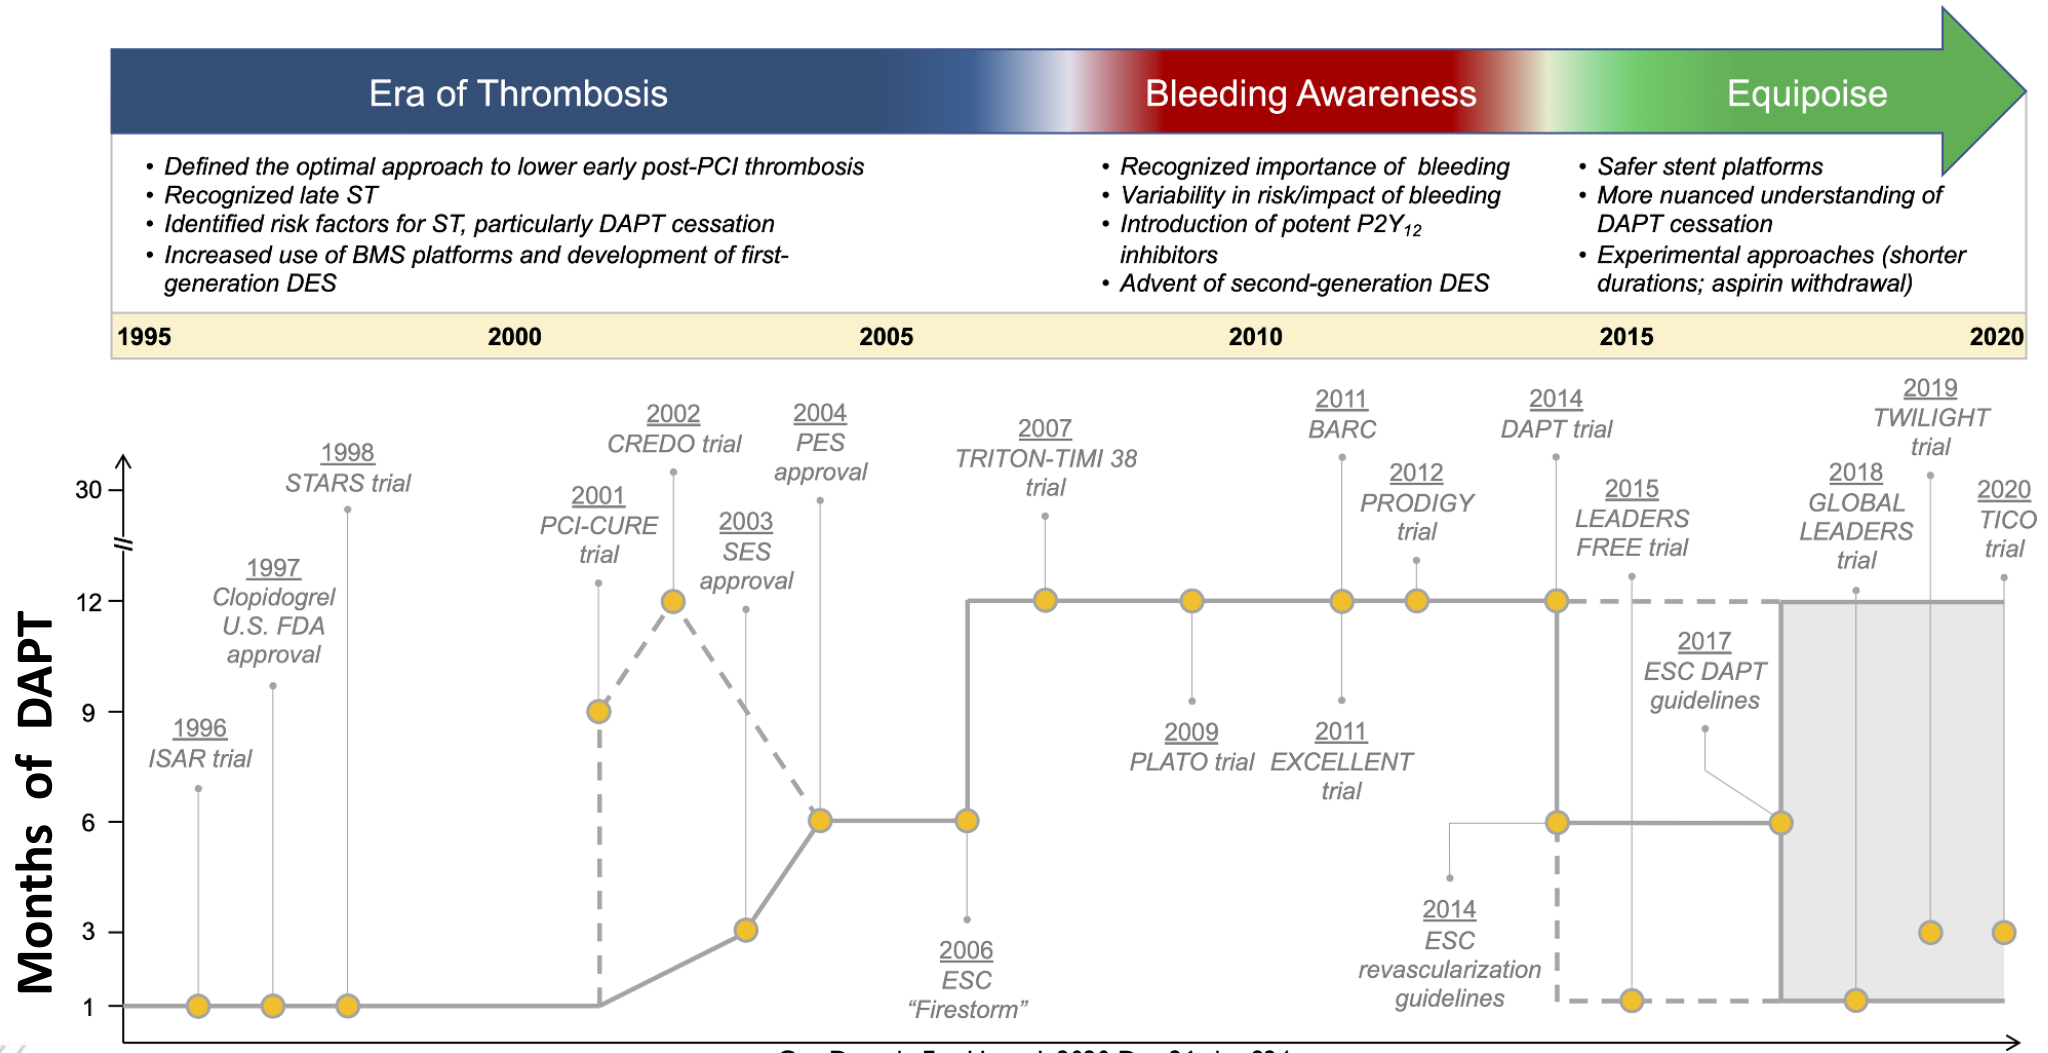 Era of Thrombosis
Bleeding Awareness
Equipoise
• Defined the optimal approach to lower early post-PCI thrombosis
• Recognized late ST
• Identified risk factors for ST, particularly DAPT cessation
• Increased use of BMS platforms and development of first-
generation DES
• Recognized importance of bleeding
• Variability in risk/impact of bleeding
• Introduction of potent P2Y12
inhibitors
• Advent of second-generation DES
• Safer stent platforms
• More nuanced understanding of
DAPT cessation
• Experimental approaches (shorter
durations; aspirin withdrawal)
1995 2000 2005 2010 2015 2020
Months of DAPT
30
12
9
6
3
1
1996
ISAR trial
1997
Clopidogrel
U.S. FDA
approval
1998
STARS trial
2001
PCI-CURE
trial
2002
CREDO trial
2003
SES
approval
2004
PES
approval
2006
ESC
“Firestorm”
2007
TRITON-TIMI 38
trial
2009
PLATO trial
2011
BARC
2011
EXCELLENT
trial
2012
PRODIGY
trial
2014
DAPT trial
2014
ESC
revascularization
guidelines
2015
LEADERS
FREE trial
2017
ESC DAPT
guidelines
2018
GLOBAL
LEADERS
trial
2019
TWILIGHT
trial
2020
TICO
trial